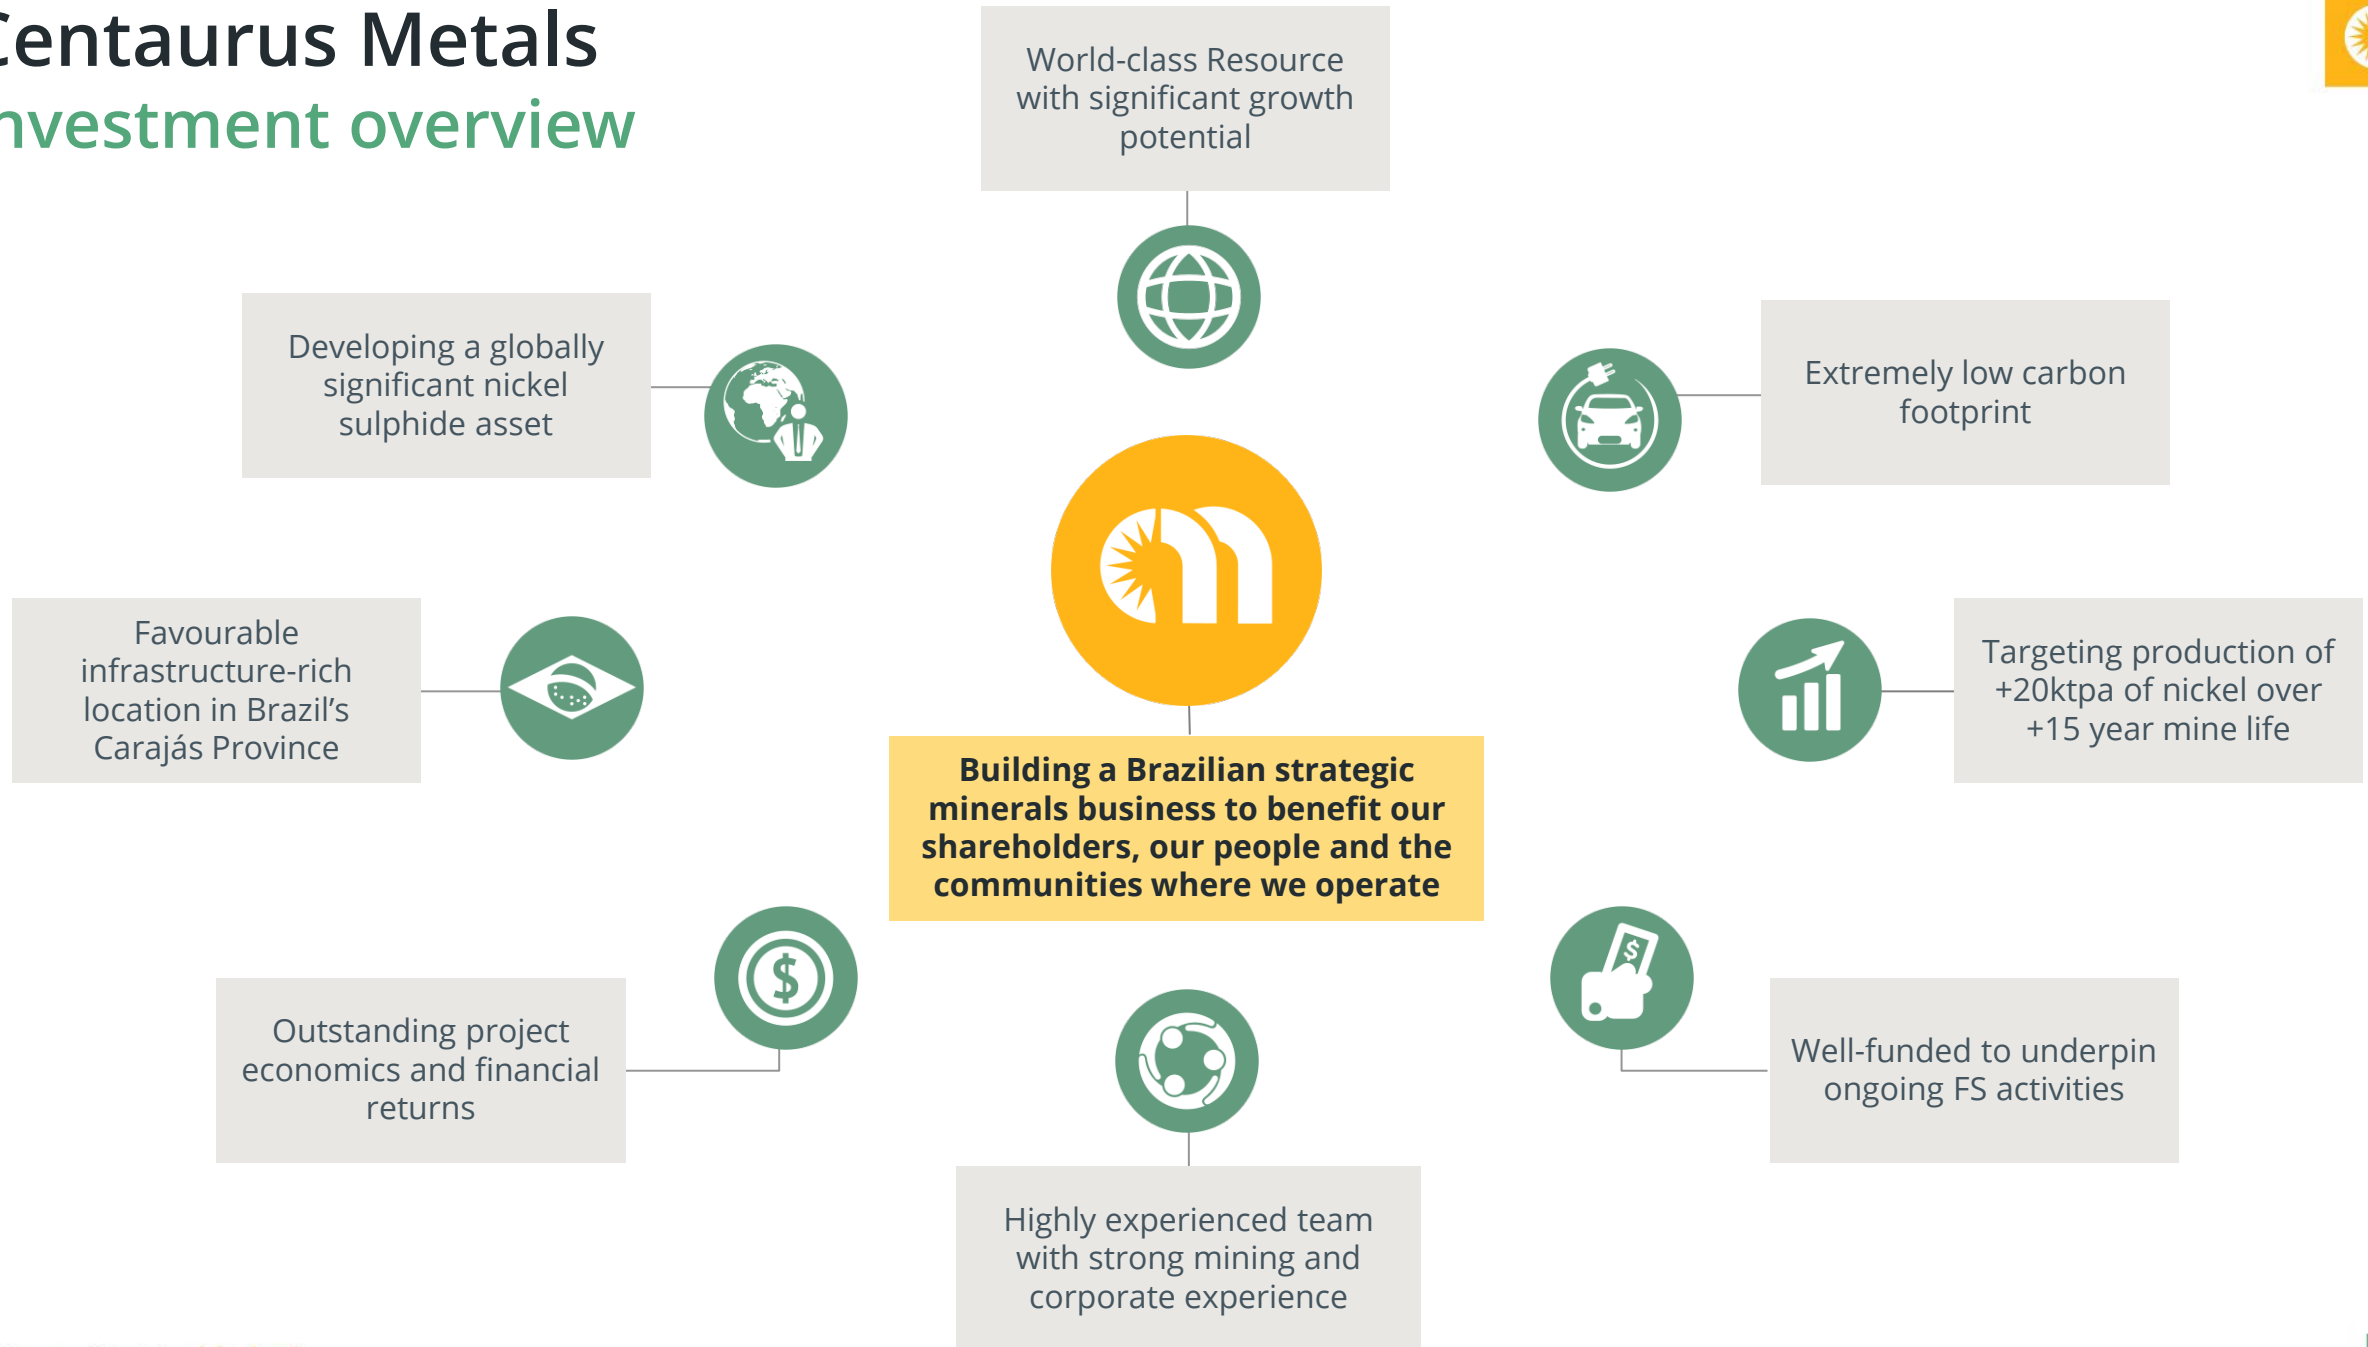 Centaurus Metals
nvestment overview
World-class Resource
with significant growth
potential
Developing a globally
significant nickel
sulphide asset
Extremely low carbon
footprint
Favourable
infrastructure-rich
location in Brazil’s
Carajás Province
Targeting production of
+20ktpa of nickel over
+15 year mine life
Building a Brazilian strategic
minerals business to benefit our
shareholders, our people and the
communities where we operate
$
$
Outstanding project
economics and financial
returns
Well-funded to underpin
ongoing FS activities
Highly experienced team
with strong mining and
corporate experience